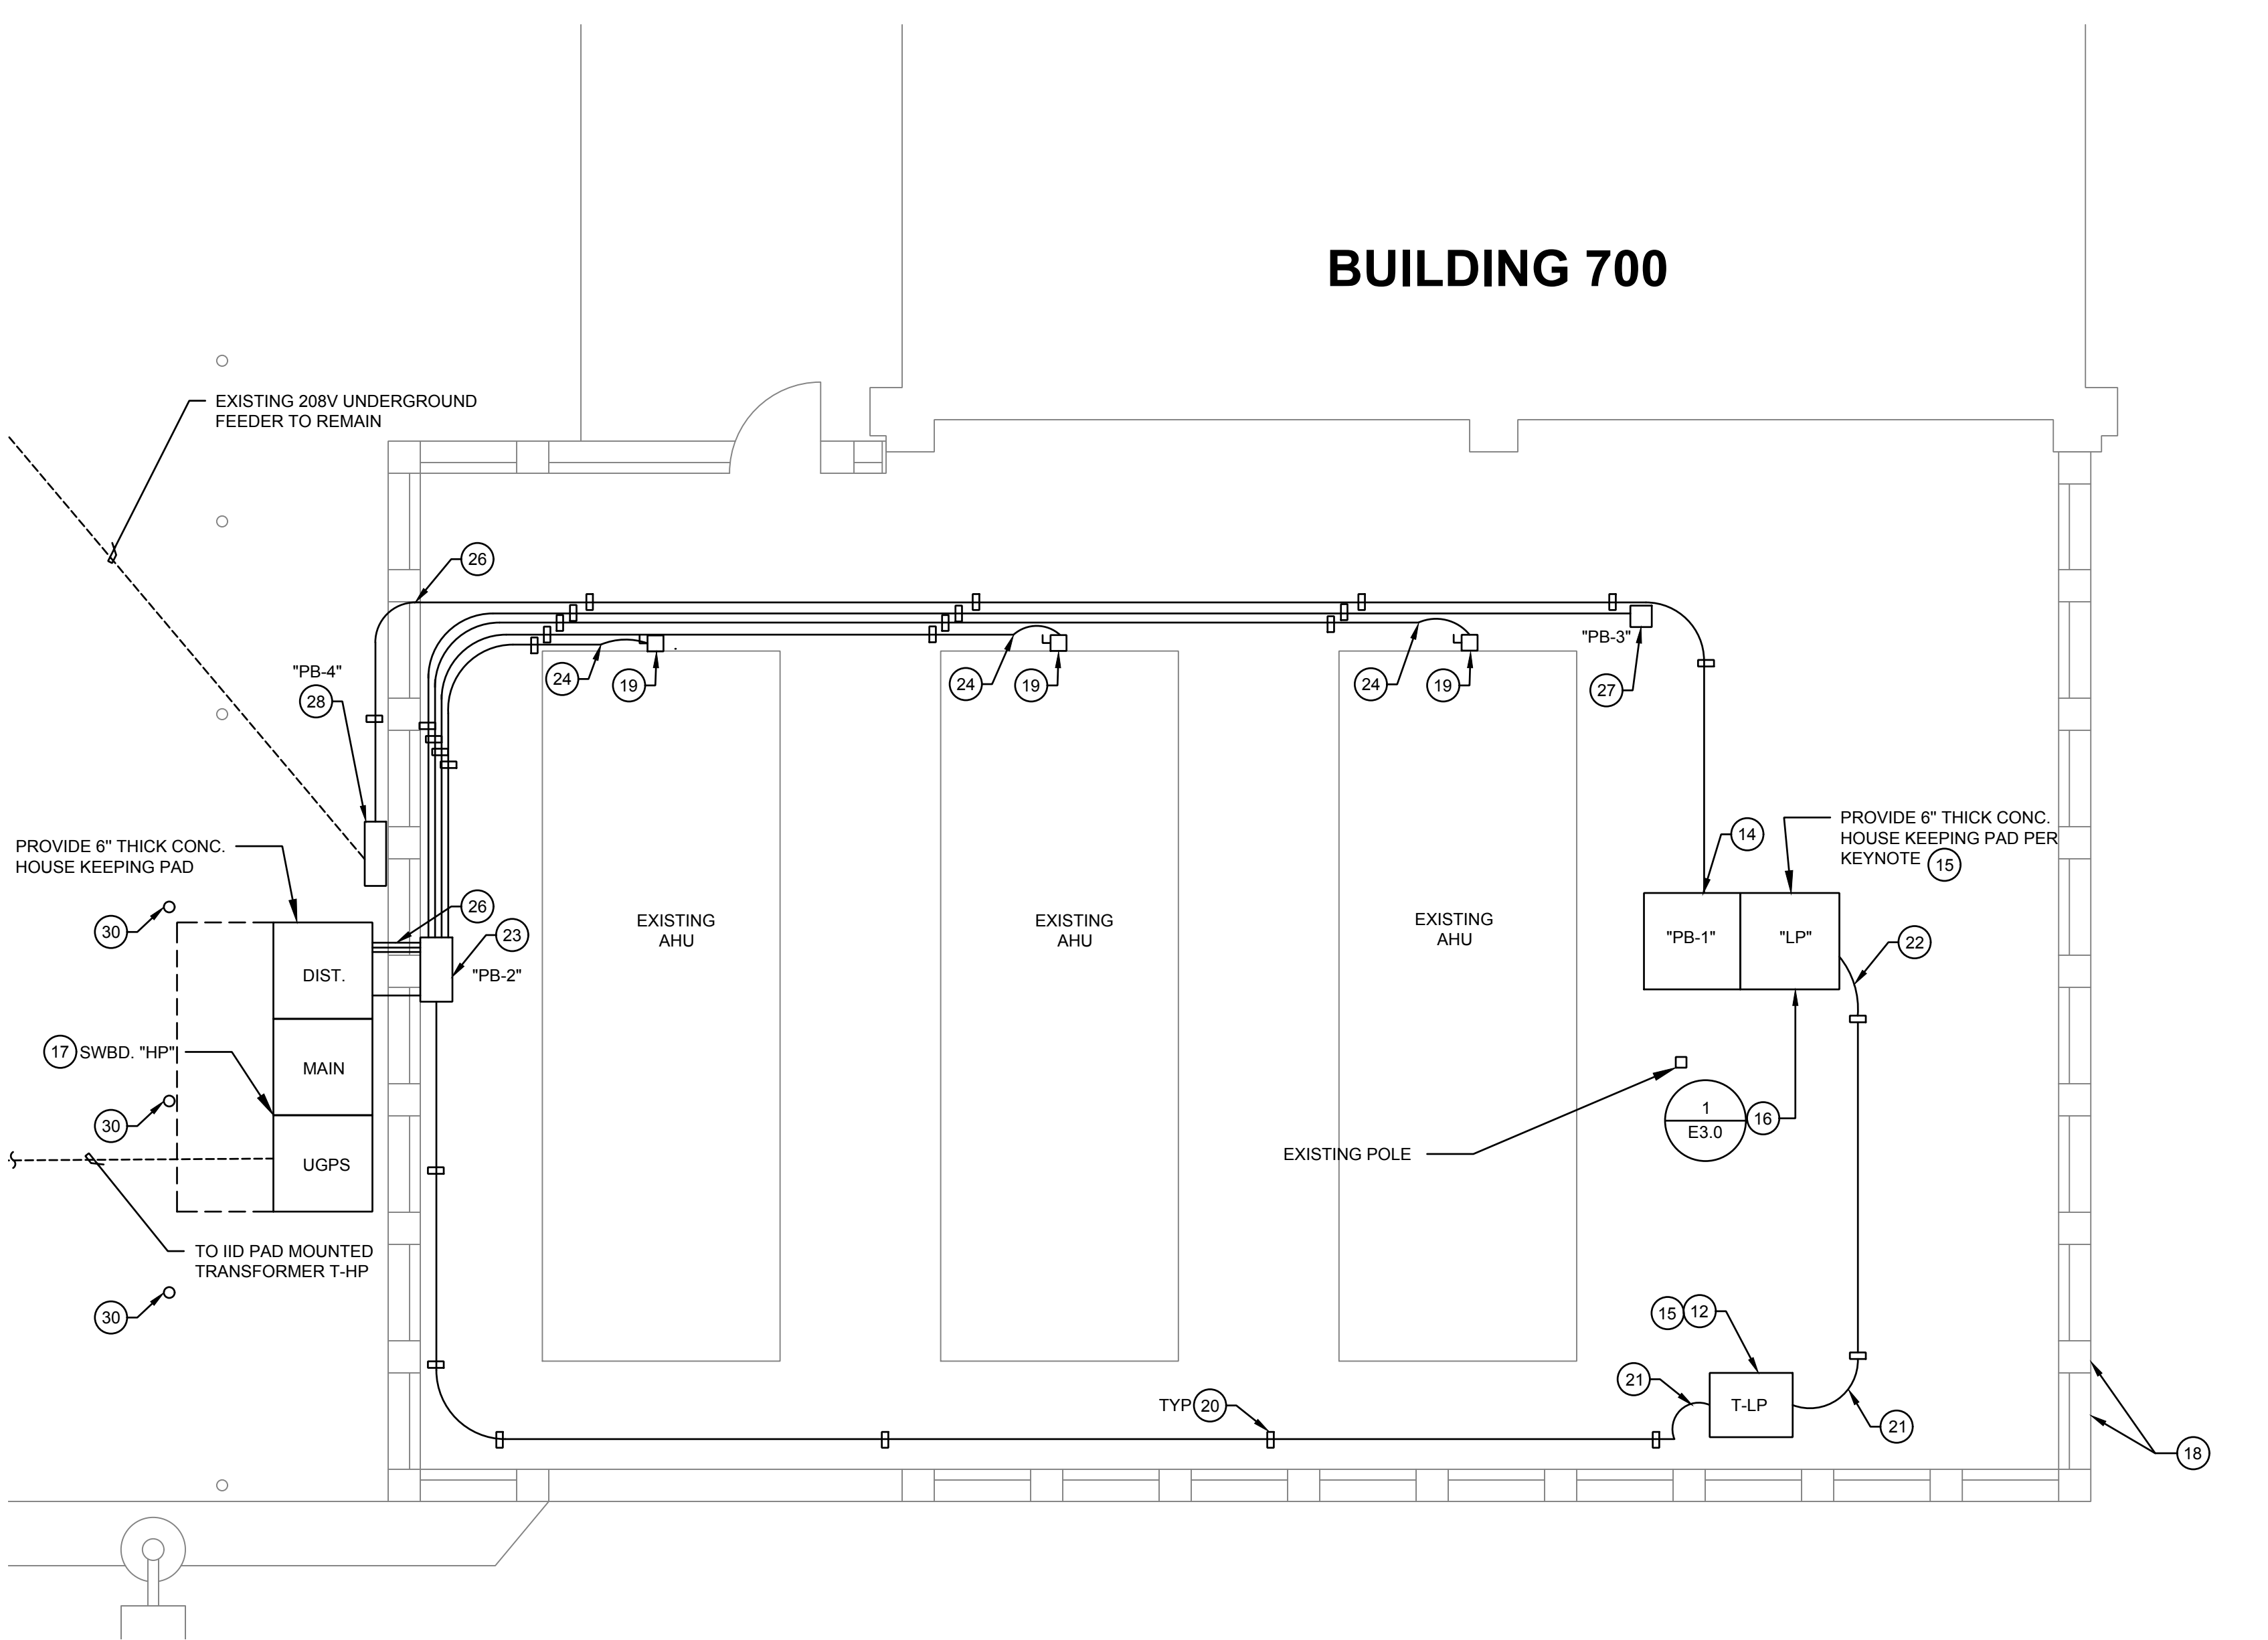 BUILDING 700
EXISTING 208V UNDERGROUND
FEEDER TO REMAIN
26
"PB-4"
28
24
19
24
19
24
19
"PB-3"
27
PROVIDE 6" THICK CONC.
HOUSE KEEPING PAD
PROVIDE 6" THICK CONC.
HOUSE KEEPING PAD PER
KEYNOTE 15
14
30
26
23
"PB-2"
DIST.
EXISTING
AHU
EXISTING
AHU
EXISTING
AHU
"PB-1"
"LP"
22
17 SWBD. "HP"
MAIN
30
UGPS
EXISTING POLE
1
E3.0
16
TO IID PAD MOUNTED
TRANSFORMER T-HP
30
15
12
21
T-LP
TYP 20
21
18